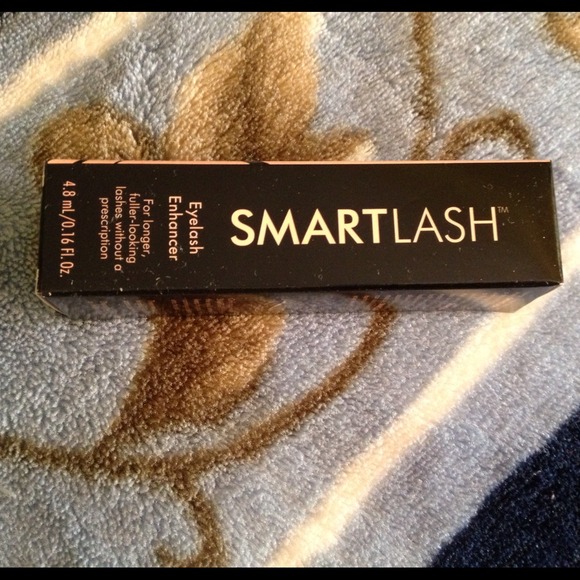 SMARTLASH™
Eyelash
Enhancer
For longer,
fuller-looking
lashes without a
prescription
4.8 mL/0.16 Fl. Oz.